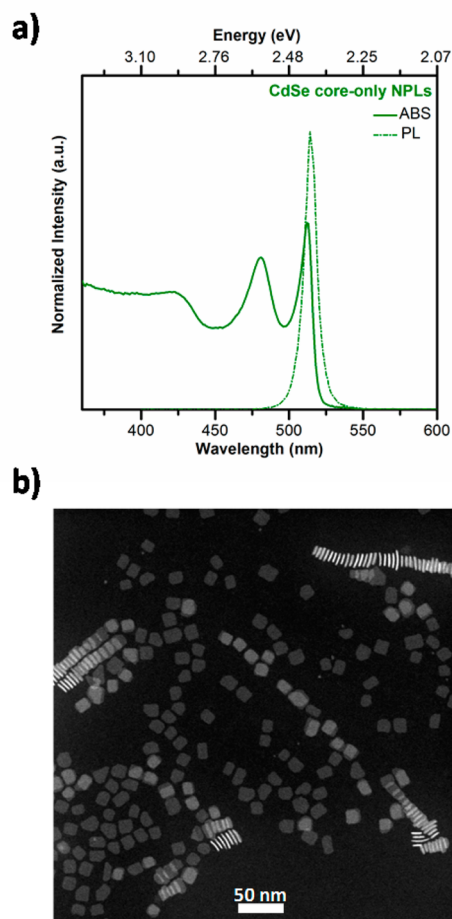 a)
Energy (eV)
3.10 2.76 2.48 2.25 2.07
CdSe core-only NPLs
ABS
PL
Normalized Intensity (a.u.)
400 450 500 550 600
Wavelength (nm)
b)
50 nm